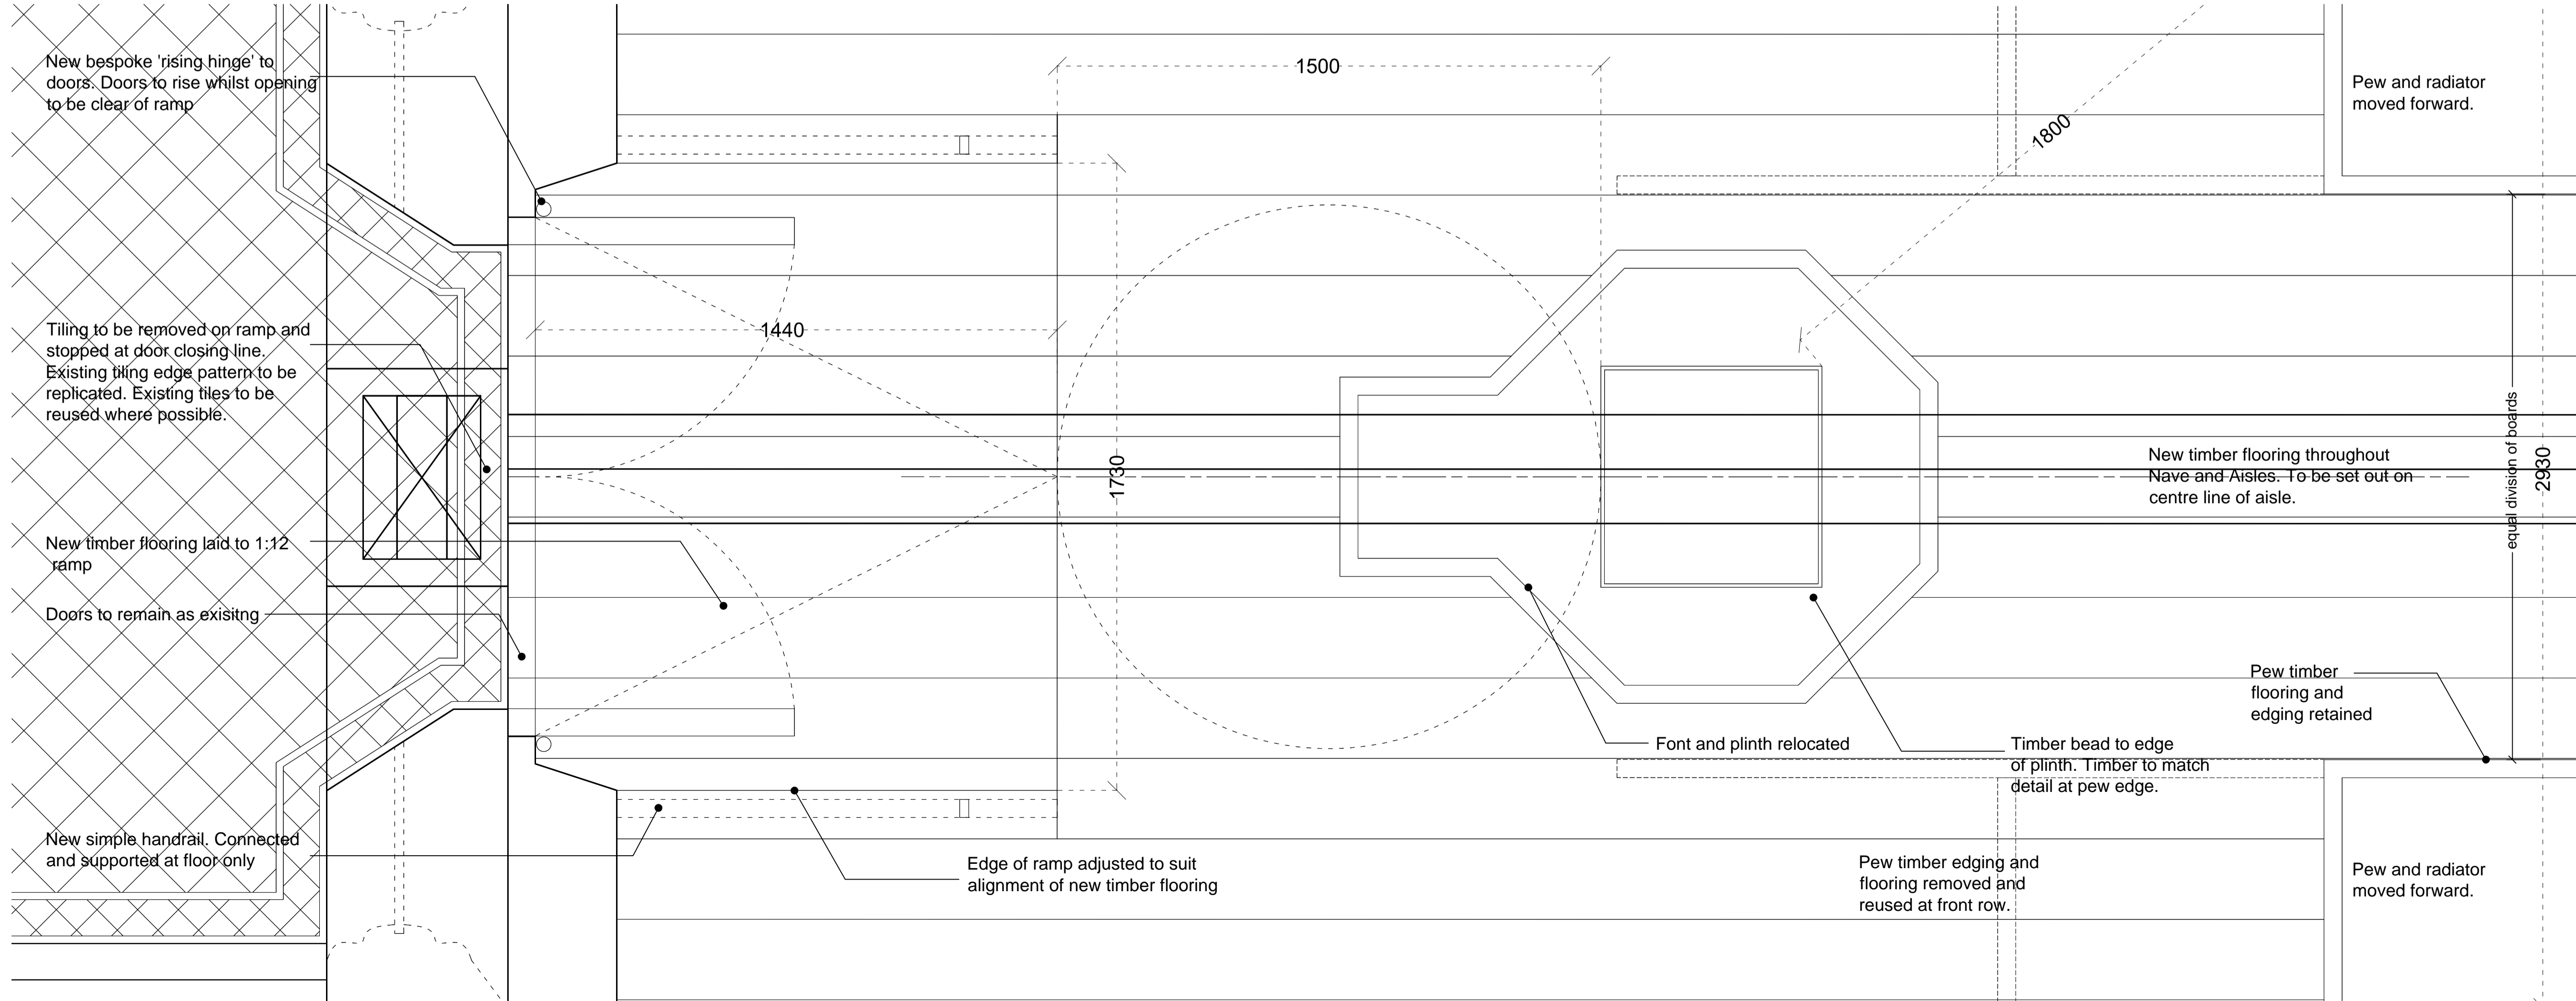 New bespoke 'rising hinge' to
doors. Doors to rise whilst opening
to be clear of ramp
1500
1800
Pew and radiator
moved forward.
Tiling to be removed on ramp and
stopped at door closing line.
Existing tiling edge pattern to be
replicated. Existing tiles to be
reused where possible.
1440
1730
New timber flooring throughout
Nave and Aisles. To be set out on
centre line of aisle.
equal division of boards
2930
New timber flooring laid to 1:12
ramp
Doors to remain as exisitng
Pew timber
flooring and
edging retained
Font and plinth relocated
Timber bead to edge
of plinth. Timber to match
detail at pew edge.
New simple handrail. Connected
and supported at floor only
Edge of ramp adjusted to suit
alignment of new timber flooring
Pew timber edging and
flooring removed and
reused at front row.
Pew and radiator
moved forward.